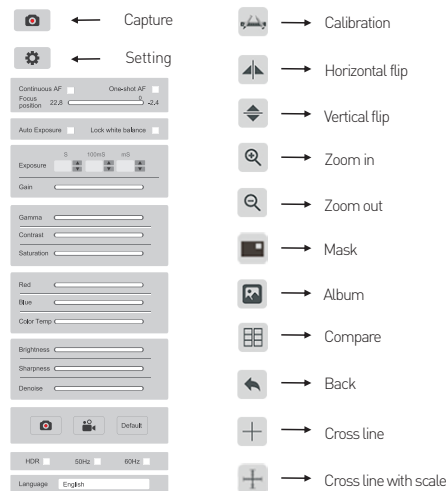 Capture
Setting
Continuous AF One-shot AF
Focus position 22,8 0 -2,4
Auto Exposure Lock white balance
S 100mS mS
Exposure
Gain
Gamma
Contrast
Saturation
Red
Blue
Color Temp
Brightness
Sharpness
Denoise
Default
HDR 50Hz 60Hz
Language English
Calibration
Horizontal flip
Vertical flip
Zoom in
Zoom out
Mask
Album
Compare
Back
Cross line
Cross line with scale